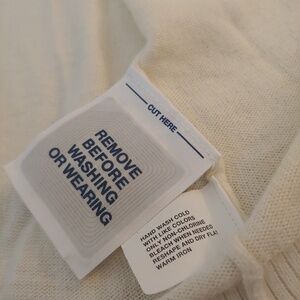 CUT HERE
REMOVE
BEFORE
WASHING
OR WEARING
HAND WASH COLD
WITH LIKE COLORS
ONLY NON-CHLORINE
BLEACH WHEN NEEDED
RESHAPE AND DRY FLAT
WARM IRON